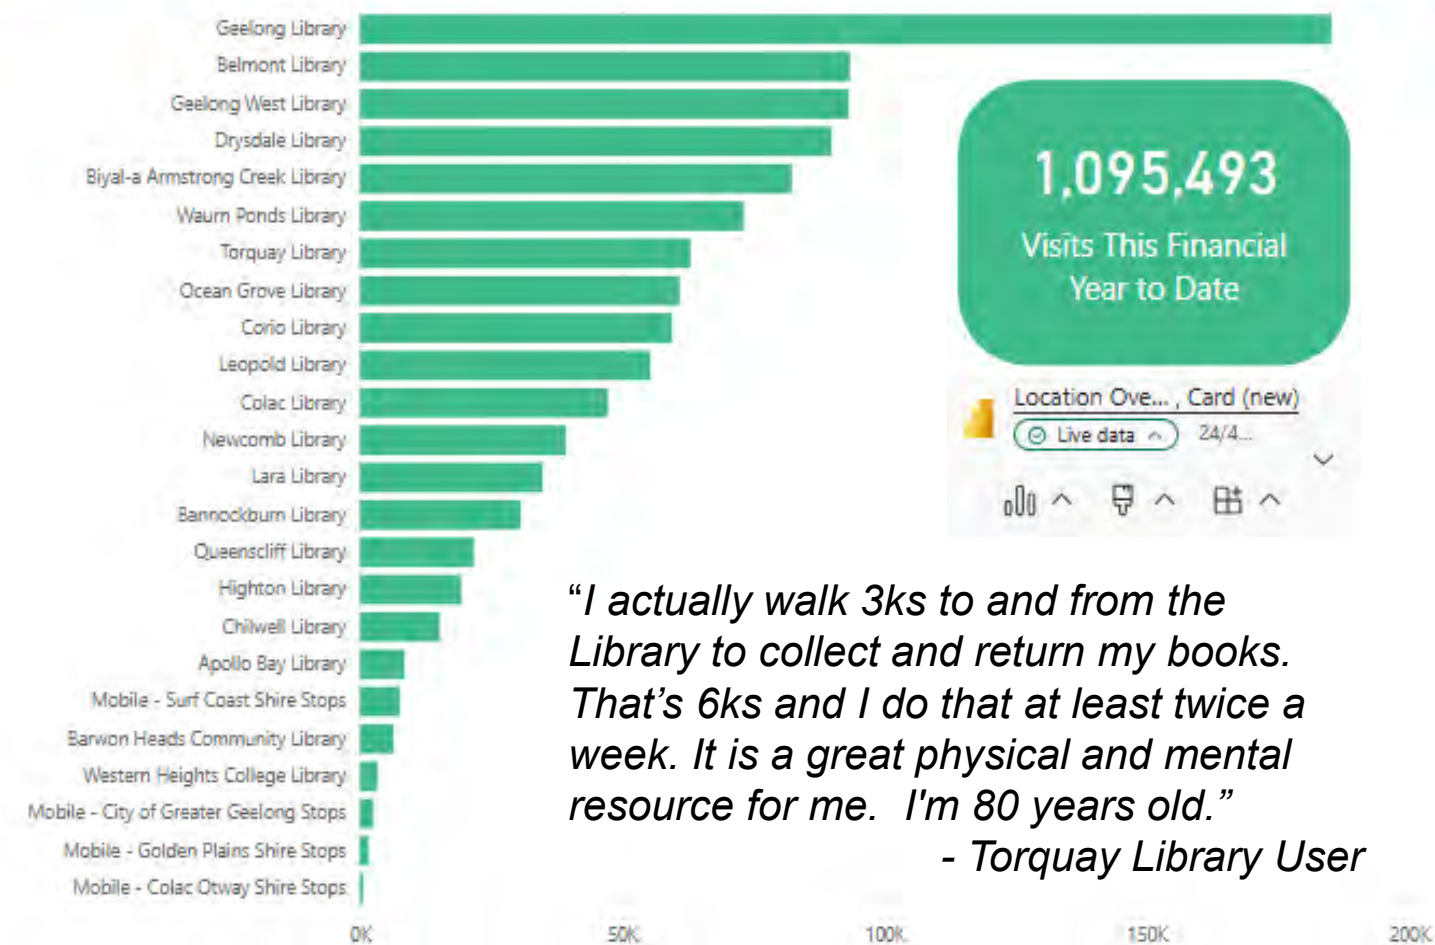 Geelong Library
Belmont Library
Geelong West Library
Drysdale Library
Biyal-a Armstrong Creek Library
Waurn Ponds Library
Torquay Library
Ocean Grove Library
Corio Library
Leopold Library
Colac Library
Newcomb Library
Lara Library
Bannockburn Library
Queenscliff Library
Highton Library
Chilwell Library
Apollo Bay Library
Mobile - Surf Coast Shire Stops
Barwon Heads Community Library
Western Heights College Library
Mobile - City of Greater Geelong Stops
Mobile - Golden Plains Shire Stops
Mobile - Colac Otway Shire Stops
0K
50K
100K
150K
200K
1,095,493
Visits This Financial
Year to Date
Location Ove... , Card (new)
Live data
24/4...
“I actually walk 3ks to and from the
Library to collect and return my books.
That’s 6ks and I do that at least twice a
week. It is a great physical and mental
resource for me.  I'm 80 years old.”
- Torquay Library User